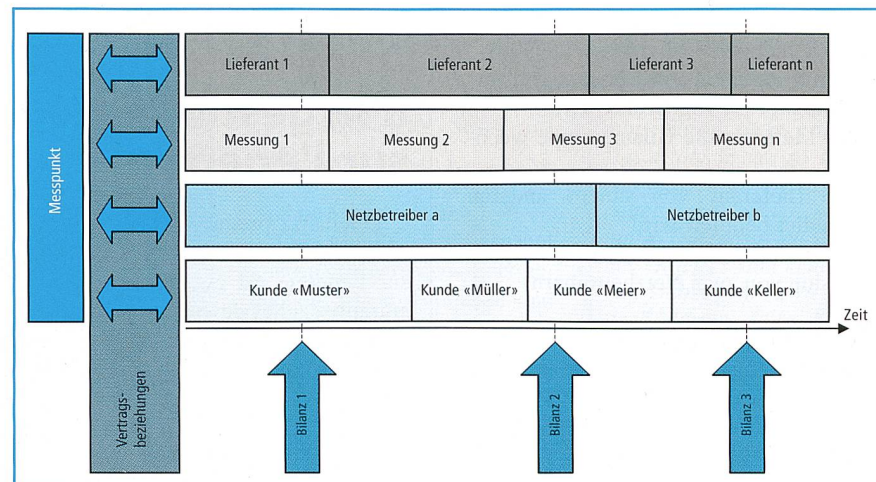 Messpunkt
Vertrags-
beziehungen
Lieferant 1
Lieferant 2
Lieferant 3
Lieferant n
Messung 1
Messung 2
Messung 3
Messung n
Netzbetreiber a
Netzbetreiber b
Kunde «Muster»
Kunde «Müller»
Kunde «Meier»
Kunde «Keller»
Zeit
Bilanz 1
Bilanz 2
Bilanz 3